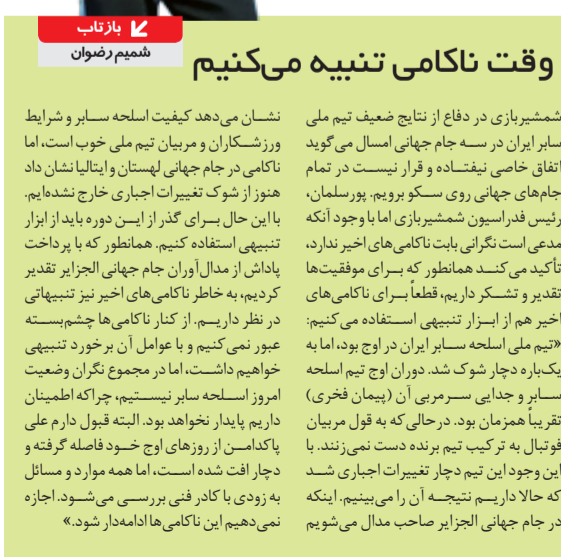 بازتاب
شمیم رضوان
وقت ناکامی تنبیه می‌کنیم
شمشیربازی در دفاع از نتایج ضعیف تیم ملی
سابر ایران در سه جام جهانی امسال می‌گوید
اتفاق خاصی نیفتاده و قرار نیست در تمام
جام‌های جهانی روی سکو برویم. پورسلمان،
رئیس فدراسیون شمشیربازی اما با وجود آنکه
مدعی است نگرانی بابت ناکامی‌های اخیر ندارد،
تأکید می‌کند همانطور که برای موفقیت‌ها
تقدیر و تشکر داریم، قطعاً برای ناکامی‌های
اخیر هم از ابزار تنبیهی استفاده می‌کنیم:
«تیم ملی اسلحه سابر ایران در اوج بود، اما به
یک‌باره دچار شوک شد. دوران اوج تیم اسلحه
سابر و جدایی سرمربی آن (پیمان فخری)
تقریباً همزمان بود. درحالی که به قول مربیان
فوتبال به ترکیب تیم برنده دست نمی‌زنند. با
این وجود این تیم دچار تغییرات اجباری شد
که حالا داریم نتیجه آن را می‌بینیم. اینکه
در جام جهانی الجزایر صاحب مدال می‌شویم
نشان می‌دهد کیفیت اسلحه سابر و شرایط
ورزشکاران و مربیان تیم ملی خوب است، اما
ناکامی در جام جهانی لهستان و ایتالیا نشان داد
هنوز از شوک تغییرات اجباری خارج نشده‌ایم.
با این حال برای گذر از این دوره باید از ابزار
تنبیهی استفاده کنیم. همانطور که با پرداخت
پاداش از مدال‌آوران جام جهانی الجزایر تقدیر
کردیم، به خاطر ناکامی‌های اخیر نیز تنبیهاتی
در نظر داریم. از کنار ناکامی‌ها چشم‌بسته
عبور نمی‌کنیم و با عوامل آن برخورد تنبیهی
خواهیم داشت، اما در مجموع نگران وضعیت
امروز اسلحه سابر نیستیم، چراکه اطمینان
داریم پایدار نخواهد بود. البته قبول دارم علی
پاکدامن از روزهای اوج خود فاصله گرفته و
دچار افت شده است، اما همه موارد و مسائل
به زودی با کادر فنی بررسی می‌شود. اجازه
نمی‌دهیم این ناکامی‌ها ادامه‌دار شود.»